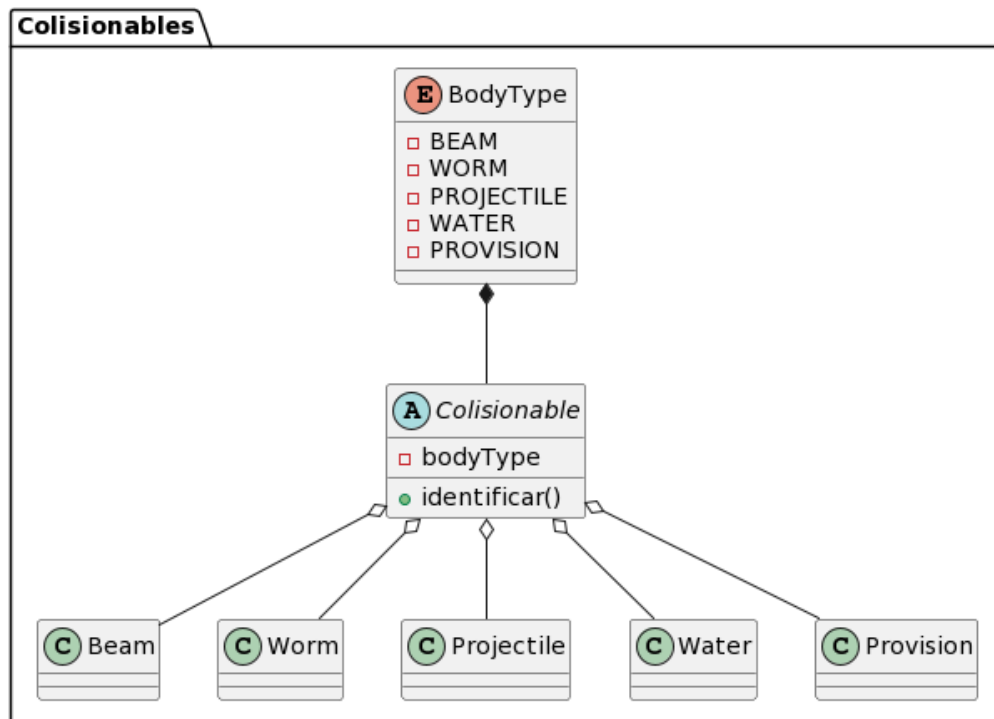 Colisionables
E BodyType
BEAM
WORM
PROJECTILE
WATER
PROVISION
A Colisionable
bodyType
identificar()
C Beam
C Worm
C Projectile
C Water
C Provision